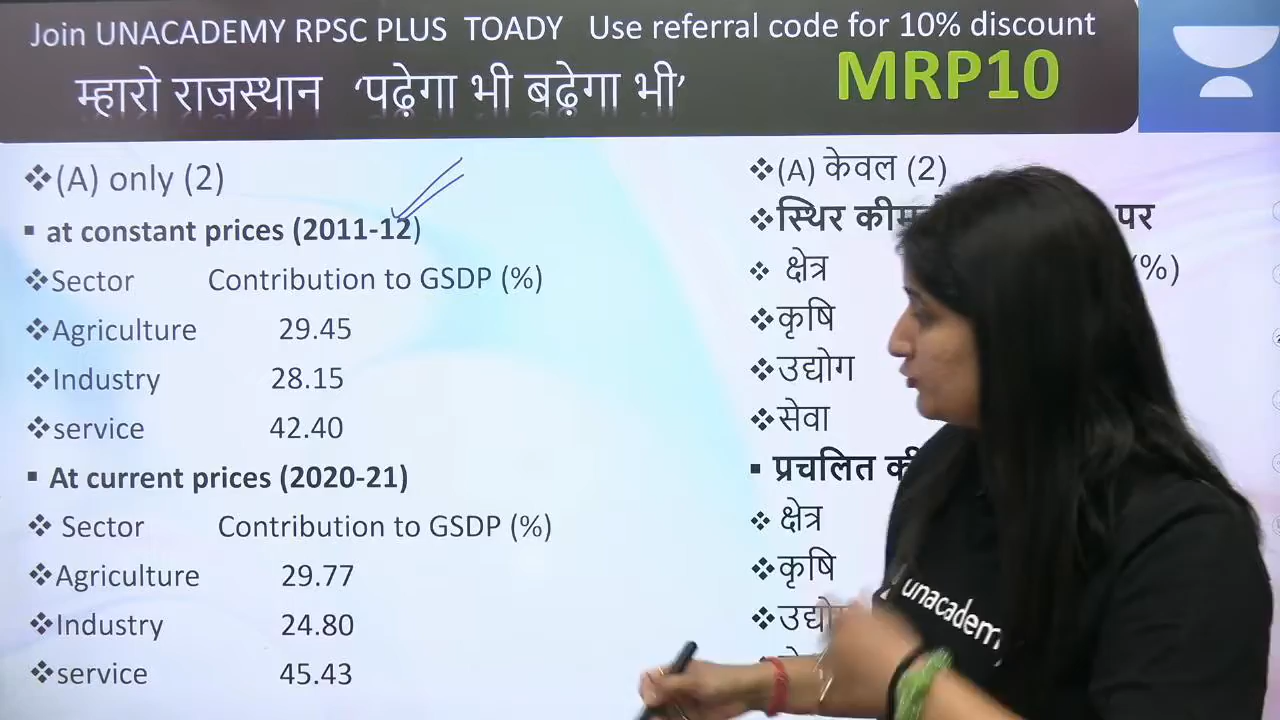 Join UNACADEMY RPSC PLUS TOADY Use referral code for 10% discount
म्हारो राजस्थान ‘पढ़ेगा भी बढ़ेगा भी’ MRP10
❖(A) only (2)
▪ at constant prices (2011-12)
❖Sector Contribution to GSDP (%)
❖Agriculture 29.45
❖Industry 28.15
❖service 42.40
▪ At current prices (2020-21)
❖ Sector Contribution to GSDP (%)
❖Agriculture 29.77
❖Industry 24.80
❖service 45.43
❖(A) केवल (2)
❖स्थिर पर
❖ क्षेत्र (%)
❖कृषि
❖उद्योग
❖सेवा
▪ प्रचलित
❖ क्षेत्र
❖कृषि
unacademy